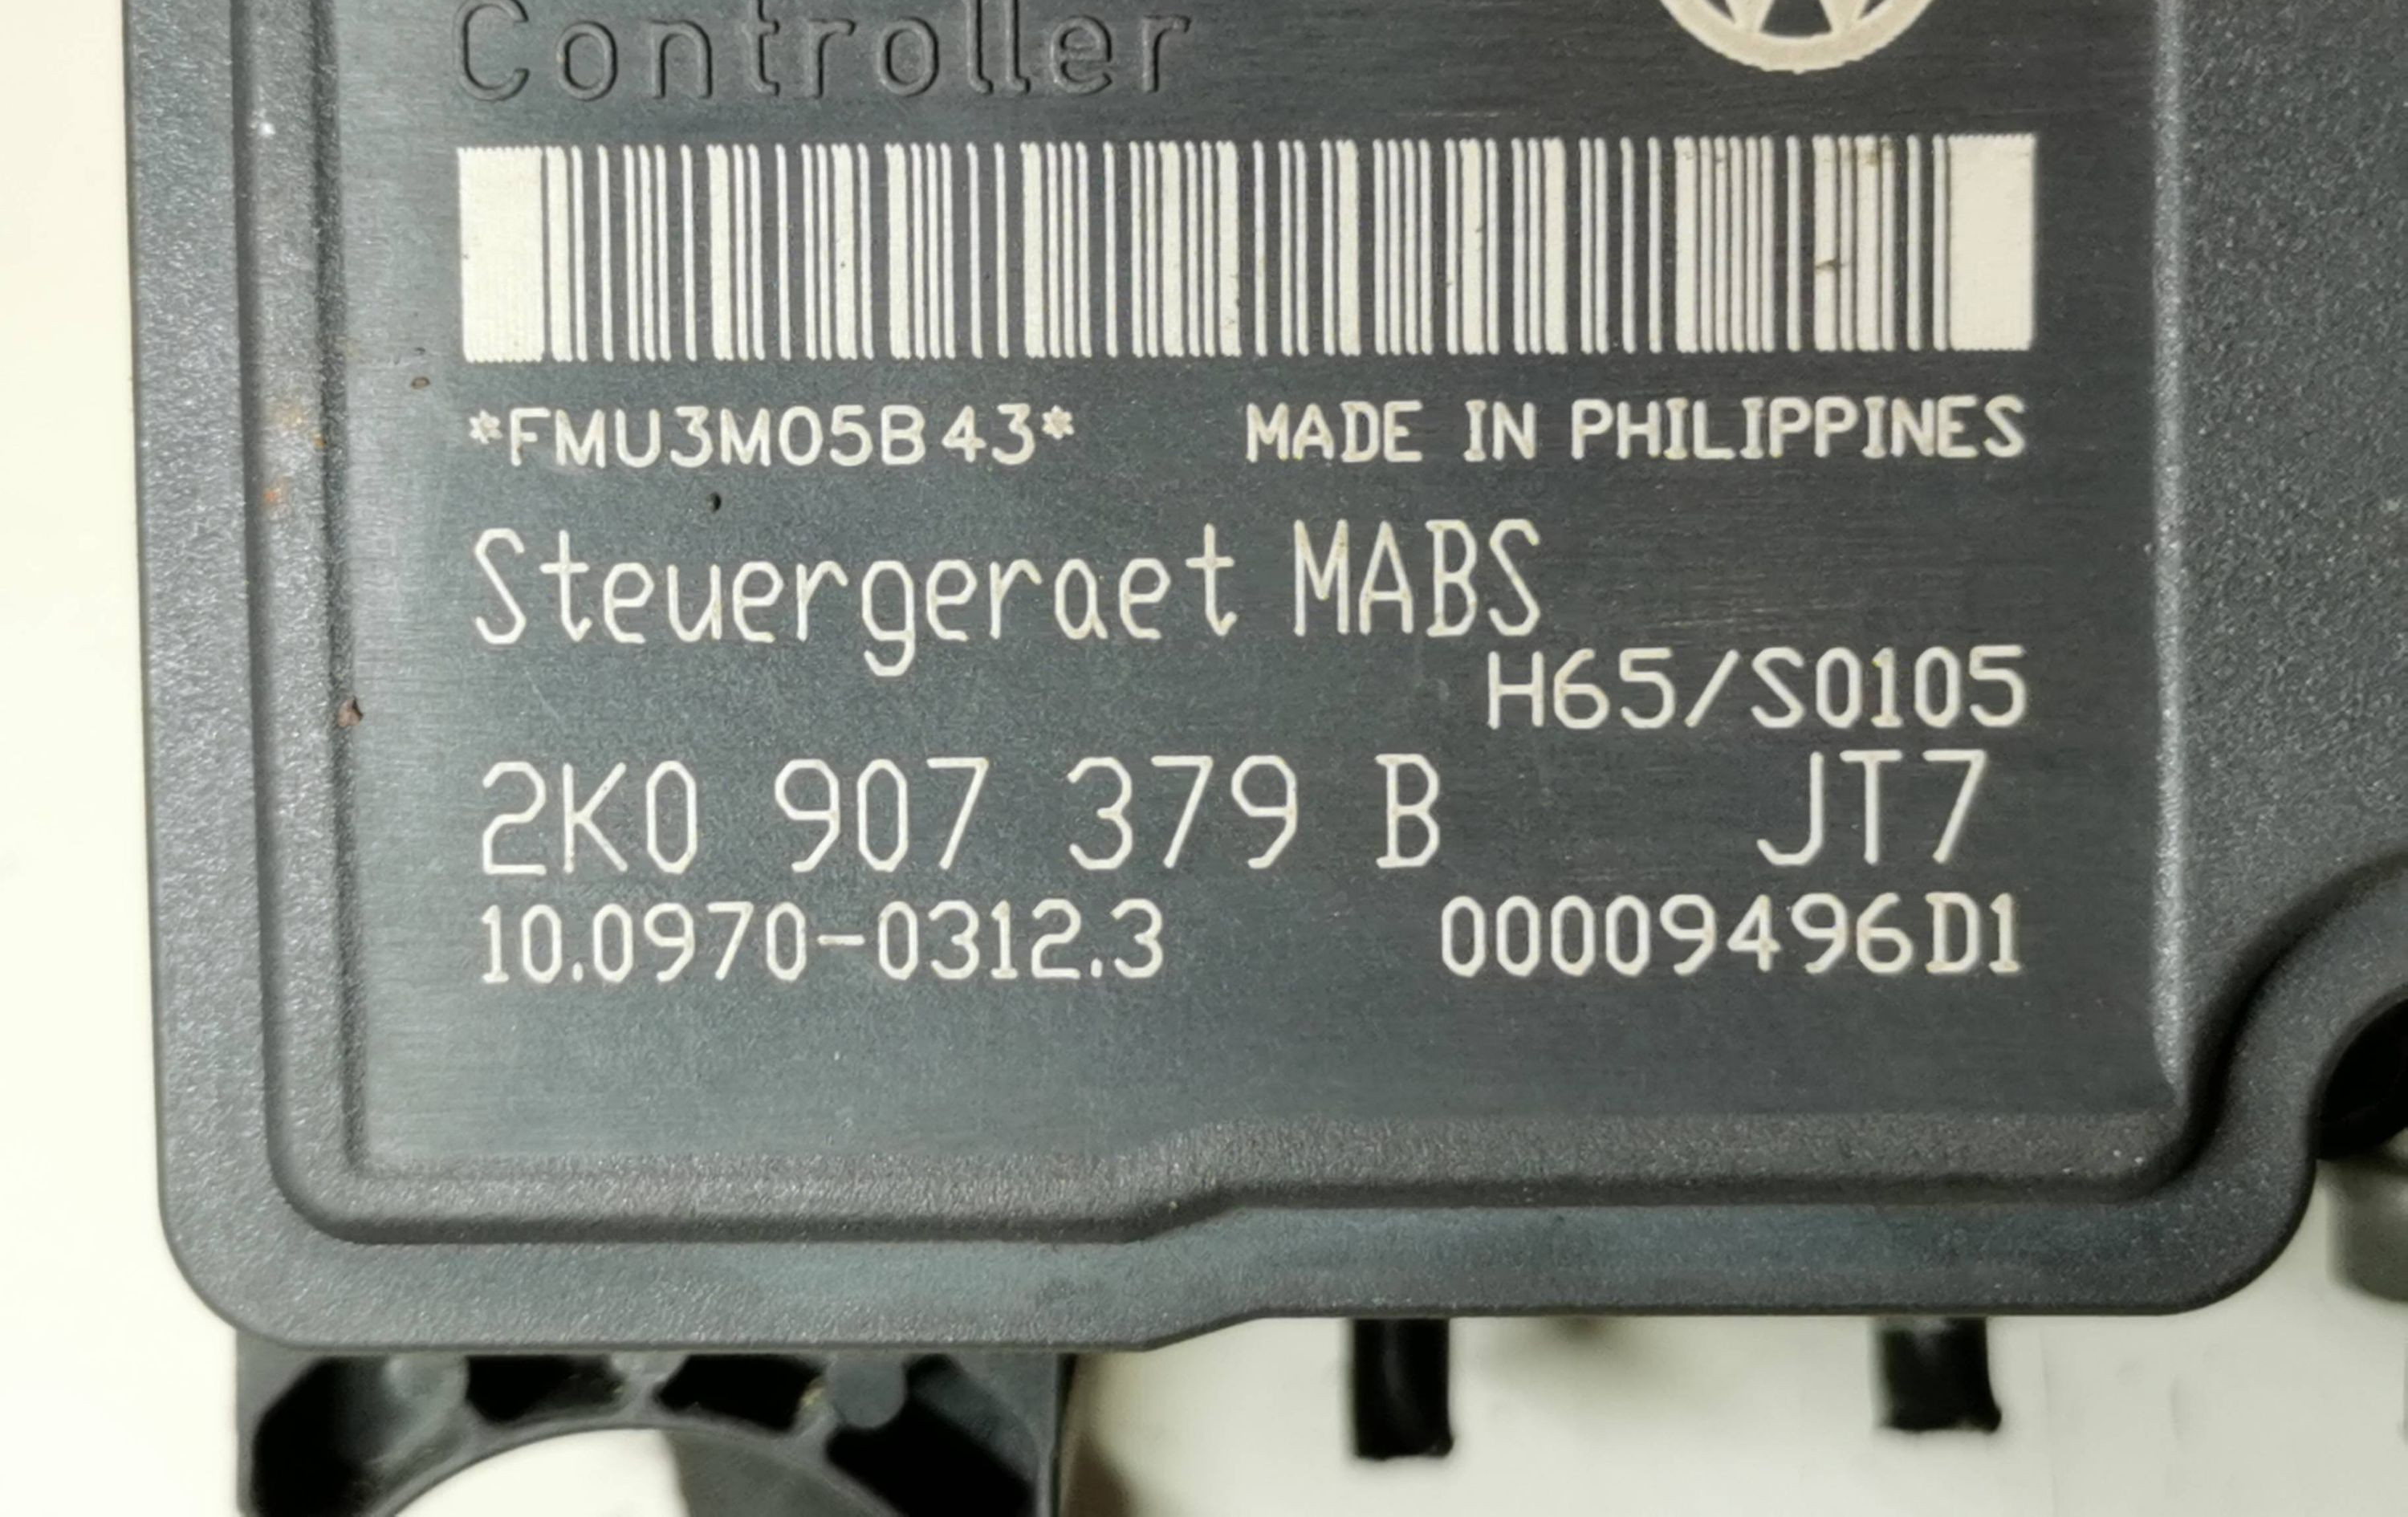 Controller
*FMU3M05B43* MADE IN PHILIPPINES
Steuergeraet MABS
H65/S0105
2K0 907 379 B JT7
10.0970-0312.3 00009496D1